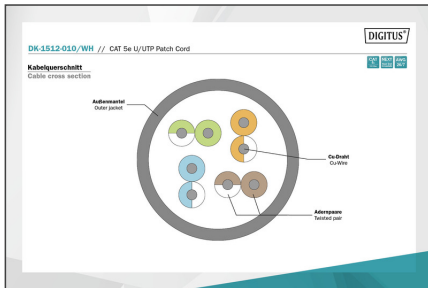 DIGITUS®
DK-1512-010/WH // CAT 5e U/UTP Patch Cord
Kabelquerschnitt
Cable cross section
Außenmantel
Outer jacket
Cu-Draht
Cu-Wire
Adernpaare
Twisted pair